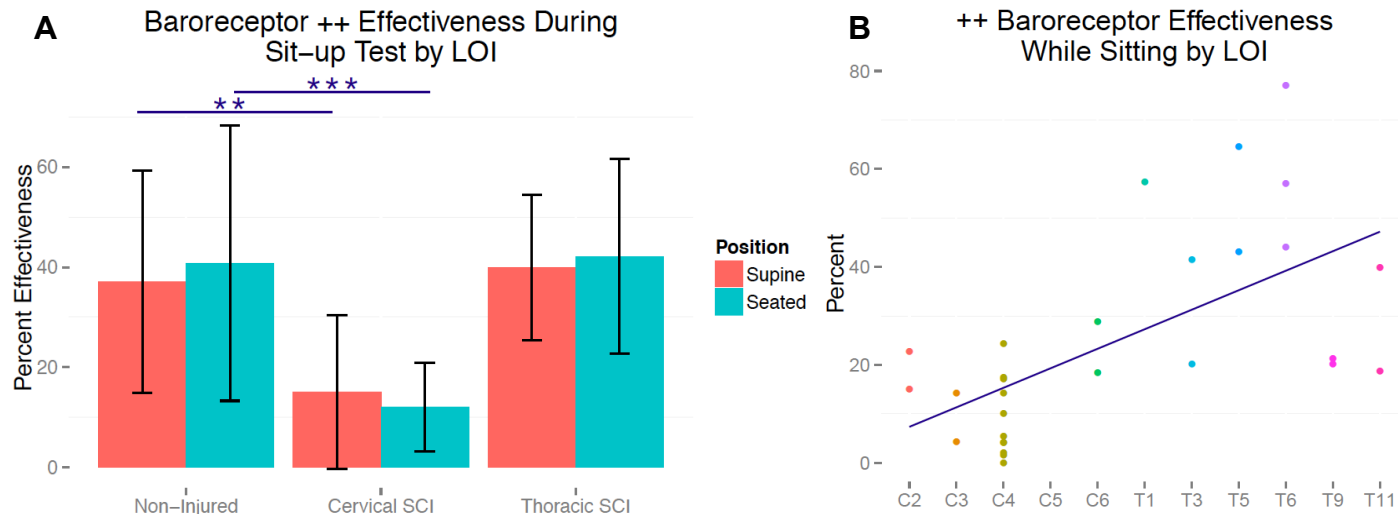 A
Baroreceptor ++ Effectiveness During
Sit-up Test by LOI
***
**
Percent Effectiveness
60
40
20
0
Non-Injured
Cervical SCI
Thoracic SCI
Position
Supine
Seated
B
++ Baroreceptor Effectiveness
While Sitting by LOI
Percent
80
60
40
20
0
C2
C3
C4
C5
C6
T1
T3
T5
T6
T9
T11